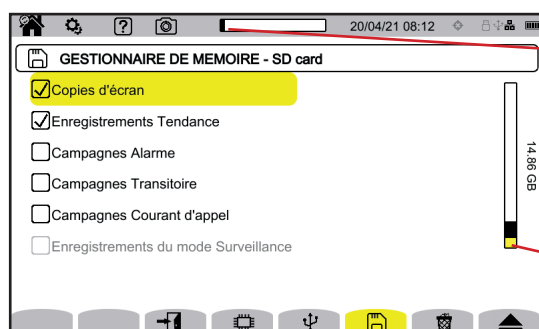 20/04/21 08:12
GESTIONNAIRE DE MEMOIRE - SD card
Copies d'écran
Enregistrements Tendance
Campagnes Alarme
Campagnes Transitoire
Campagnes Courant d'appel
Enregistrements du mode Surveillance
14.86 GB